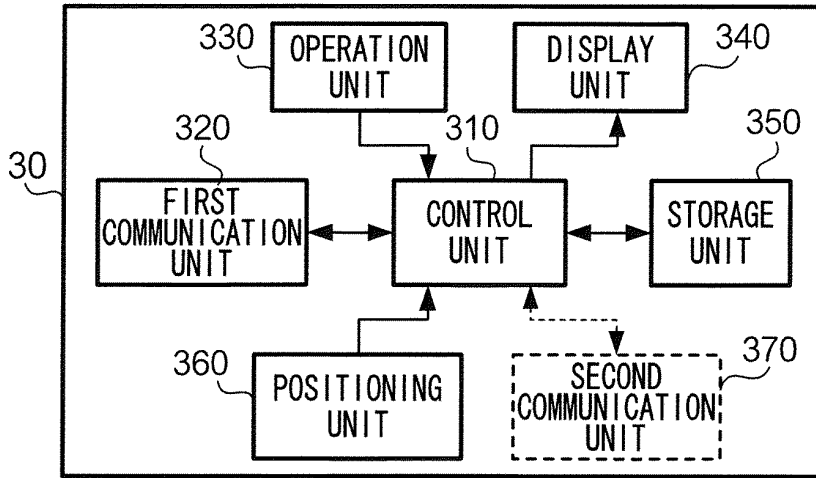 330
OPERATION
UNIT
DISPLAY
UNIT
340
320
310
350
30
FIRST
COMMUNICATION
UNIT
CONTROL
UNIT
STORAGE
UNIT
360
POSITIONING
UNIT
SECOND
COMMUNICATION
UNIT
370